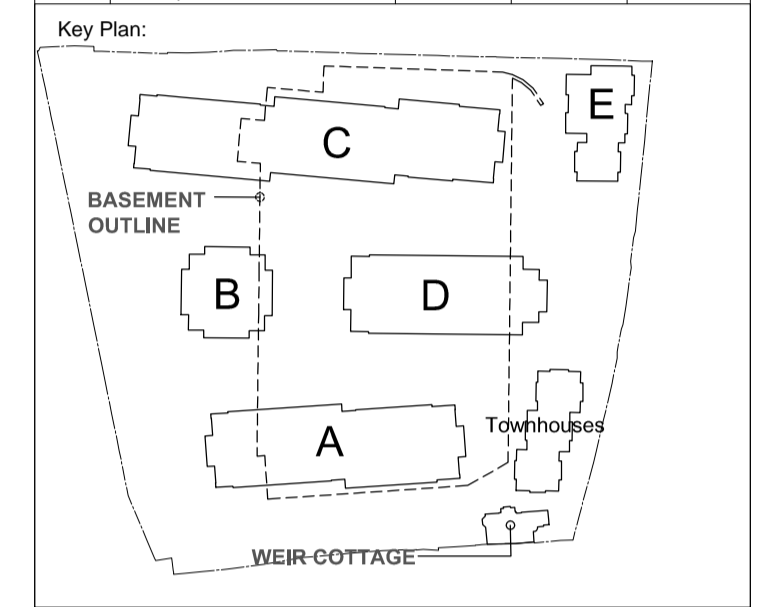 Key Plan:
E
C
BASEMENT
OUTLINE
B
D
A
Townhouses
WEIR COTTAGE